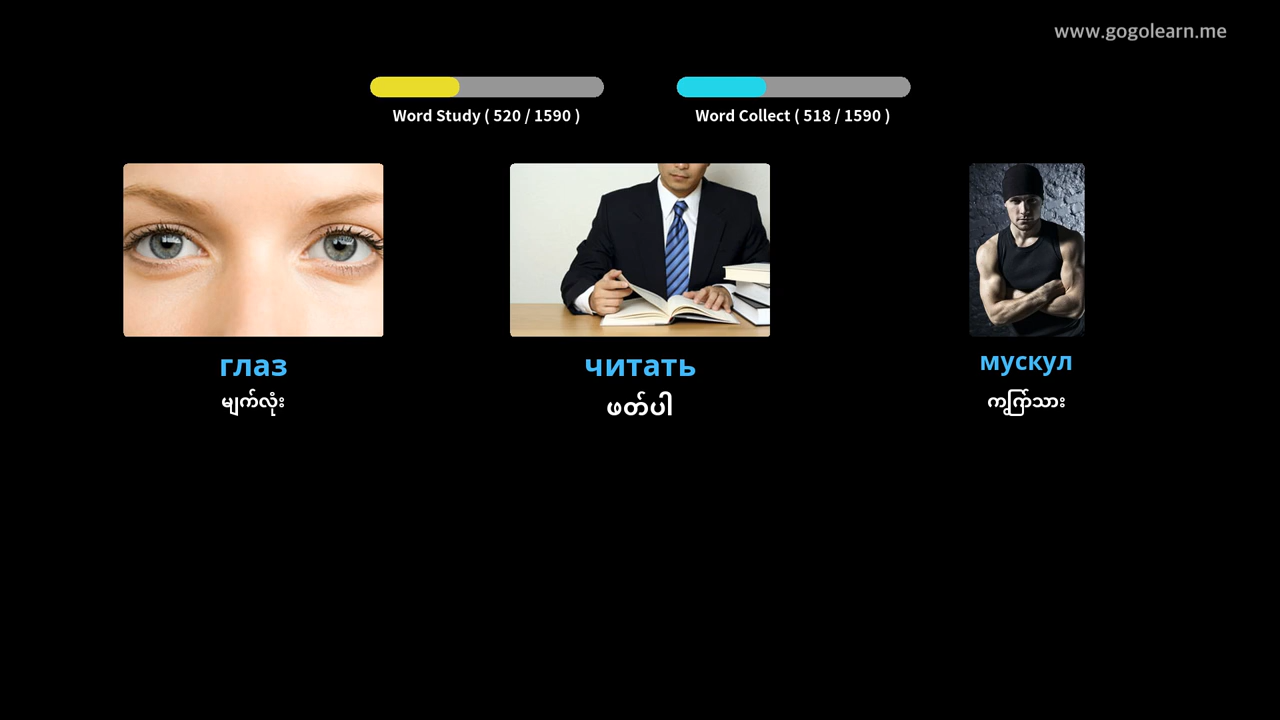 www.gogolearn.me
Word Study ( 520 / 1590 )
Word Collect ( 518 / 1590 )
глаз
читать
мускул
မျက်လုံး
ဖတ်ပါ
ကြွက်သား